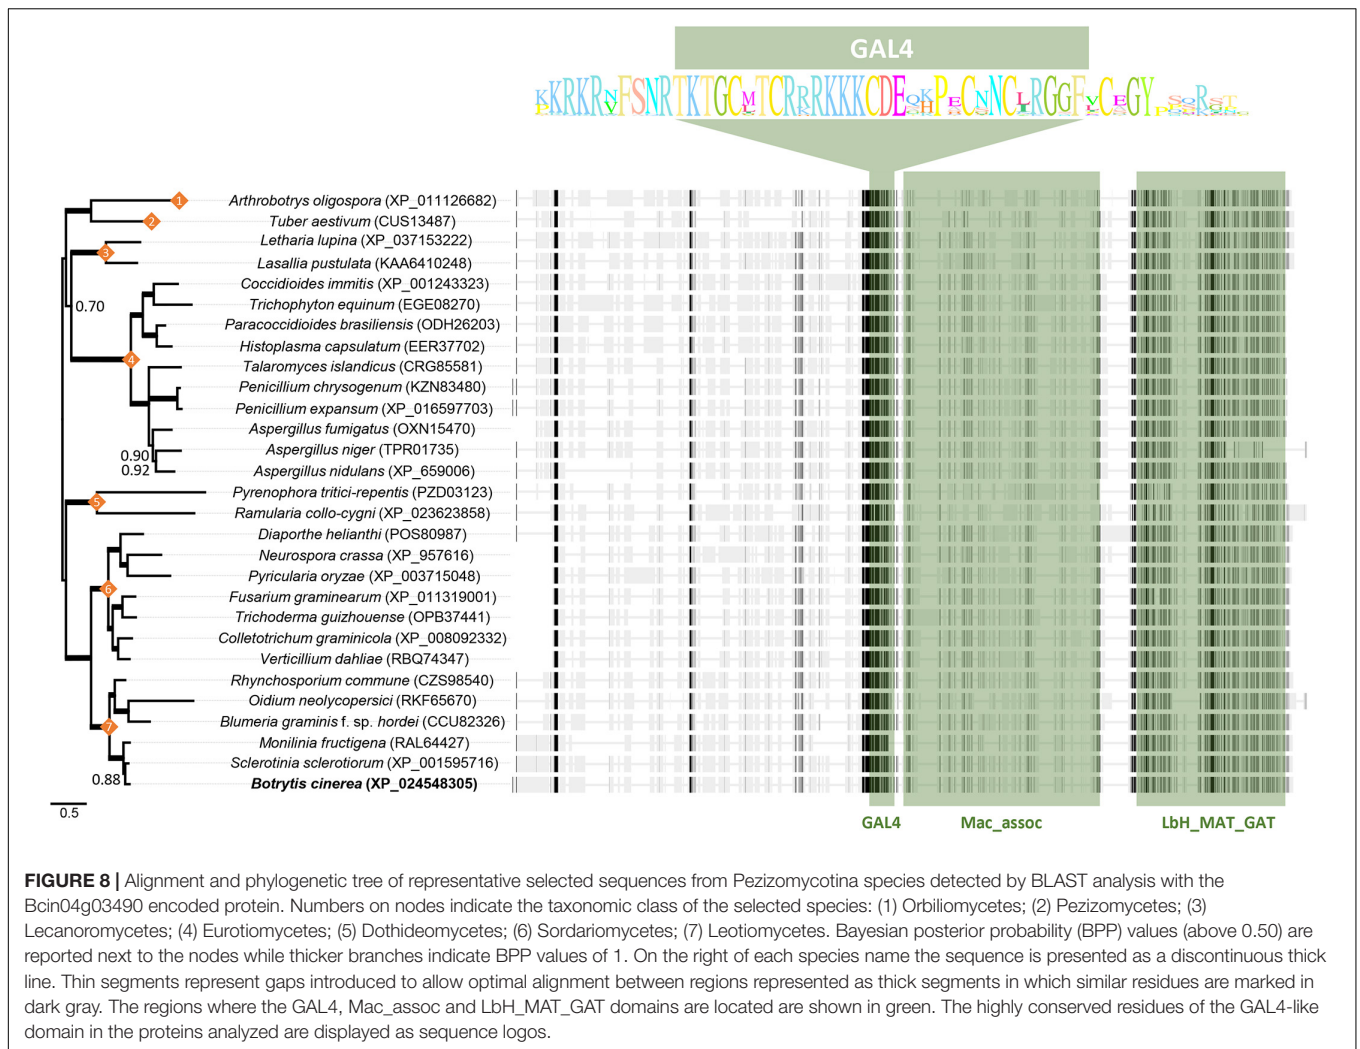 GAL4
Arthrobotrys oligospora (XP_011126682)
Tuber aestivum (CUS13487)
Letharia lupina (XP_037153222)
Lasallia pustulata (KAA6410248)
Coccidioides immitis (XP_001243323)
Trichophyton equinum (EGE08270)
Paracoccidioides brasiliensis (ODH26203)
Histoplasma capsulatum (EER37702)
Talaromyces islandicus (CRG85581)
Penicillium chrysogenum (KZN83480)
Penicillium expansum (XP_016597703)
Aspergillus fumigatus (OXN15470)
Aspergillus niger (TPR01735)
Aspergillus nidulans (XP_659006)
Pyrenophora tritici-repentis (PZD03123)
Ramularia collo-cygni (XP_023623858)
Diaporthe helianthi (POS80987)
Neurospora crassa (XP_957616)
Pyricularia oryzae (XP_003715048)
Fusarium graminearum (XP_011319001)
Trichoderma guizhouense (OPB37441)
Colletotrichum graminicola (XP_008092332)
Verticillium dahliae (RBQ74347)
Rhynchosporium commune (CZS98540)
Oidium neolycopersici (RKF65670)
Blumeria graminis f. sp. hordei (CCU82326)
Monilinia fructigena (RAL64427)
Sclerotinia sclerotiorum (XP_001595716)
Botrytis cinerea (XP_024548305)
1
2
3
0.70
4
0.90
0.92
5
6
7
0.88
0.5
GAL4 Mac_assoc LbH_MAT_GAT
FIGURE 8 | Alignment and phylogenetic tree of representative selected sequences from Pezizomycotina species detected by BLAST analysis with the
Bcin04g03490 encoded protein. Numbers on nodes indicate the taxonomic class of the selected species: (1) Orbiliomycetes; (2) Pezizomycetes; (3)
Lecanoromycetes; (4) Eurotiomycetes; (5) Dothideomycetes; (6) Sordariomycetes; (7) Leotiomycetes. Bayesian posterior probability (BPP) values (above 0.50) are
reported next to the nodes while thicker branches indicate BPP values of 1. On the right of each species name the sequence is presented as a discontinuous thick
line. Thin segments represent gaps introduced to allow optimal alignment between regions represented as thick segments in which similar residues are marked in
dark gray. The regions where the GAL4, Mac_assoc and LbH_MAT_GAT domains are located are shown in green. The highly conserved residues of the GAL4-like
domain in the proteins analyzed are displayed as sequence logos.